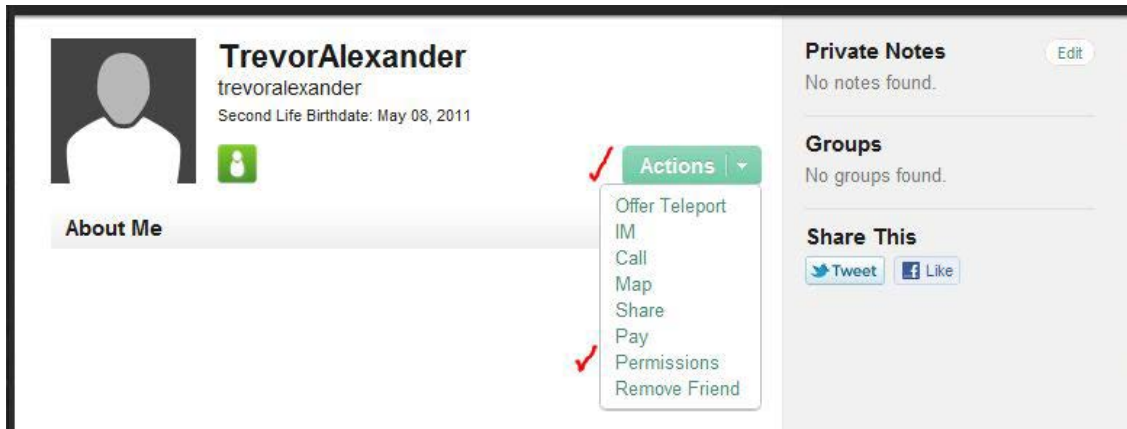 TrevorAlexander
trevoralexander
Second Life Birthdate: May 08, 2011
Actions
Offer Teleport
IM
Call
Map
Share
Pay
Permissions
Remove Friend
About Me
Private Notes
Edit
No notes found.
Groups
No groups found.
Share This
Tweet
Like